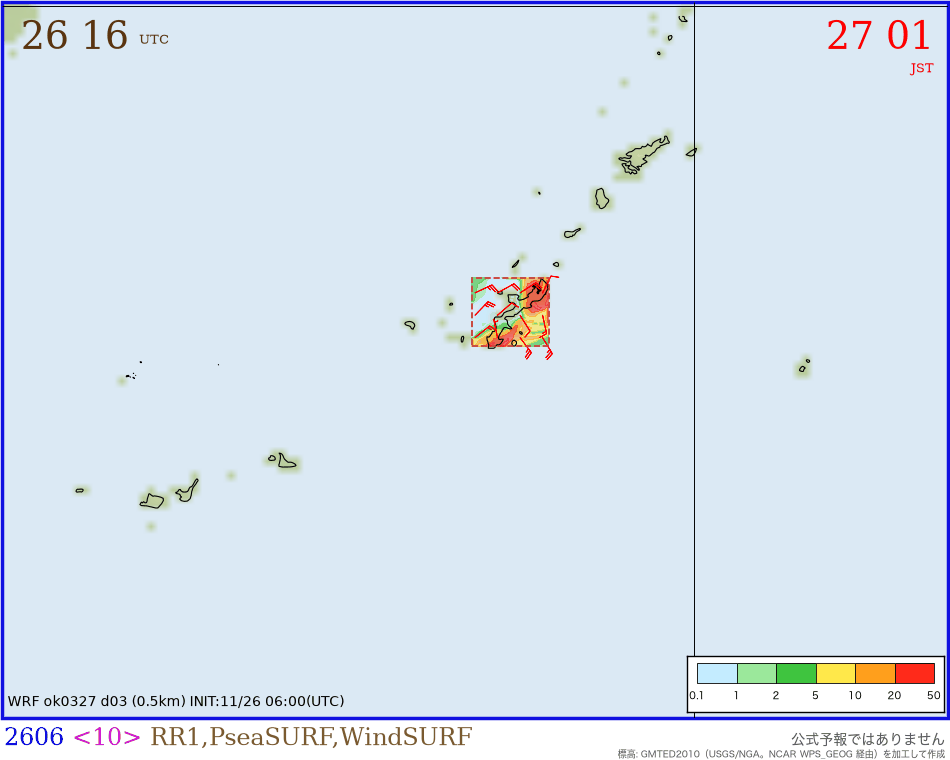 26 16 UTC
27 01
JST
0.1 1 2 5 10 20 50
WRF ok0327 d03 (0.5km) INIT:11/26 06:00(UTC)
2606 <10> RR1,PseaSURF,WindSURF
公式予報ではありません
標高: GMTED2010（USGS/NGA。NCAR WPS_GEOG 経由）を加工して作成